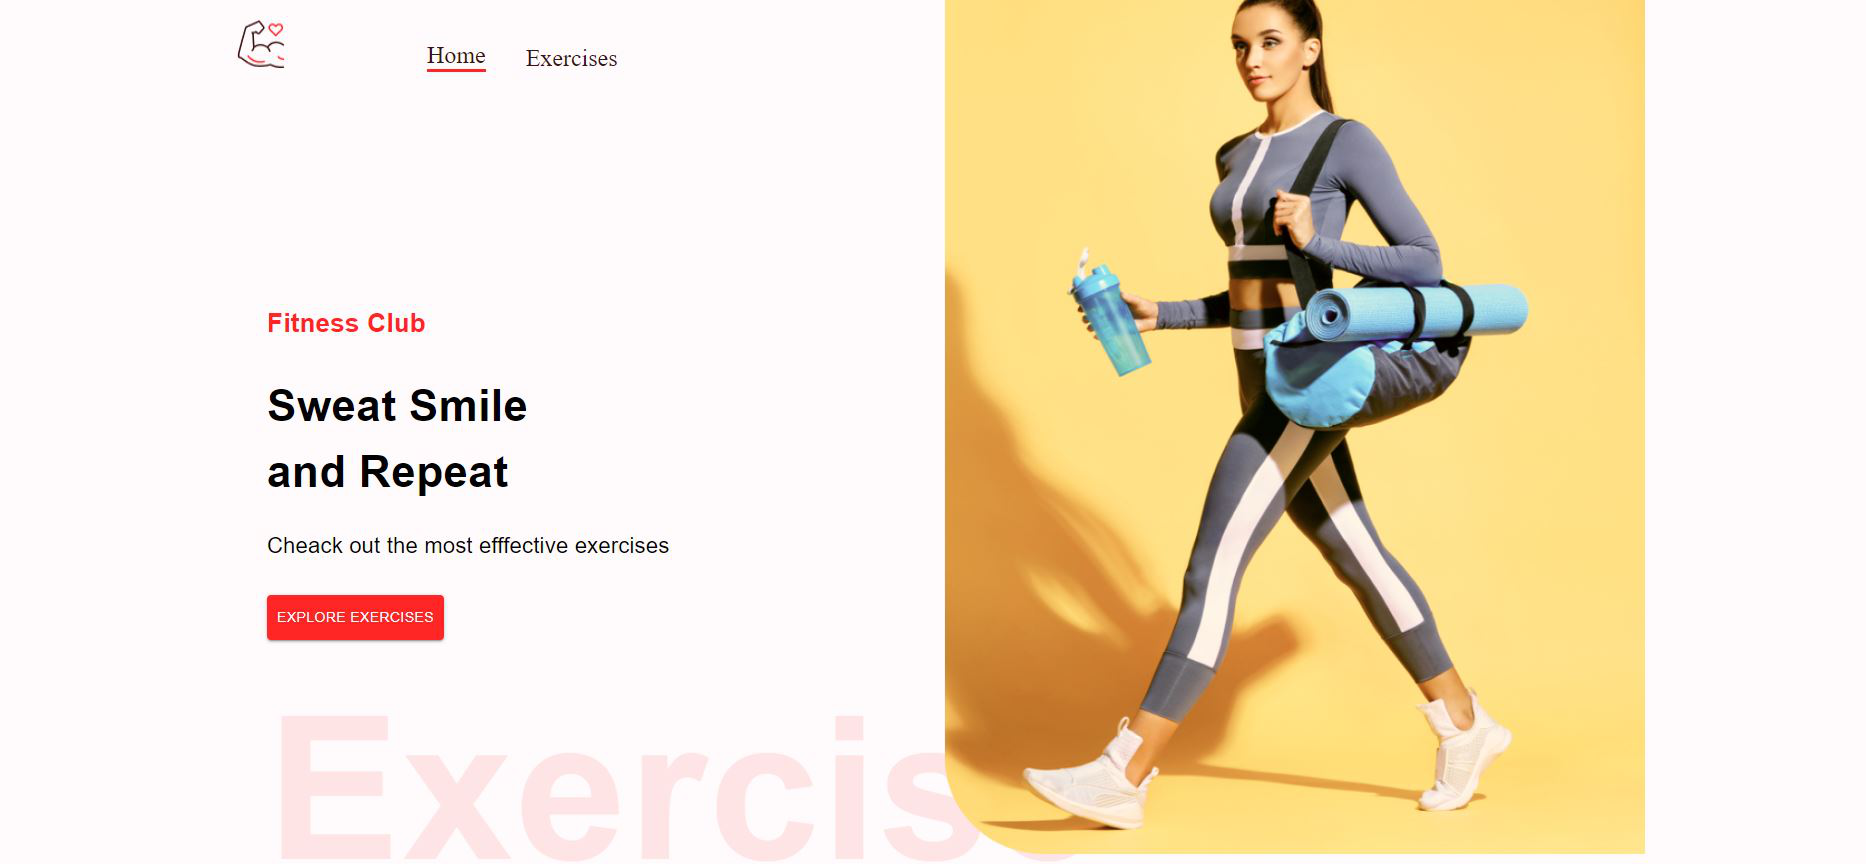 Home Exercises
Fitness Club
Sweat Smile
and Repeat
Cheack out the most efffective exercises
EXPLORE EXERCISES
Exercis